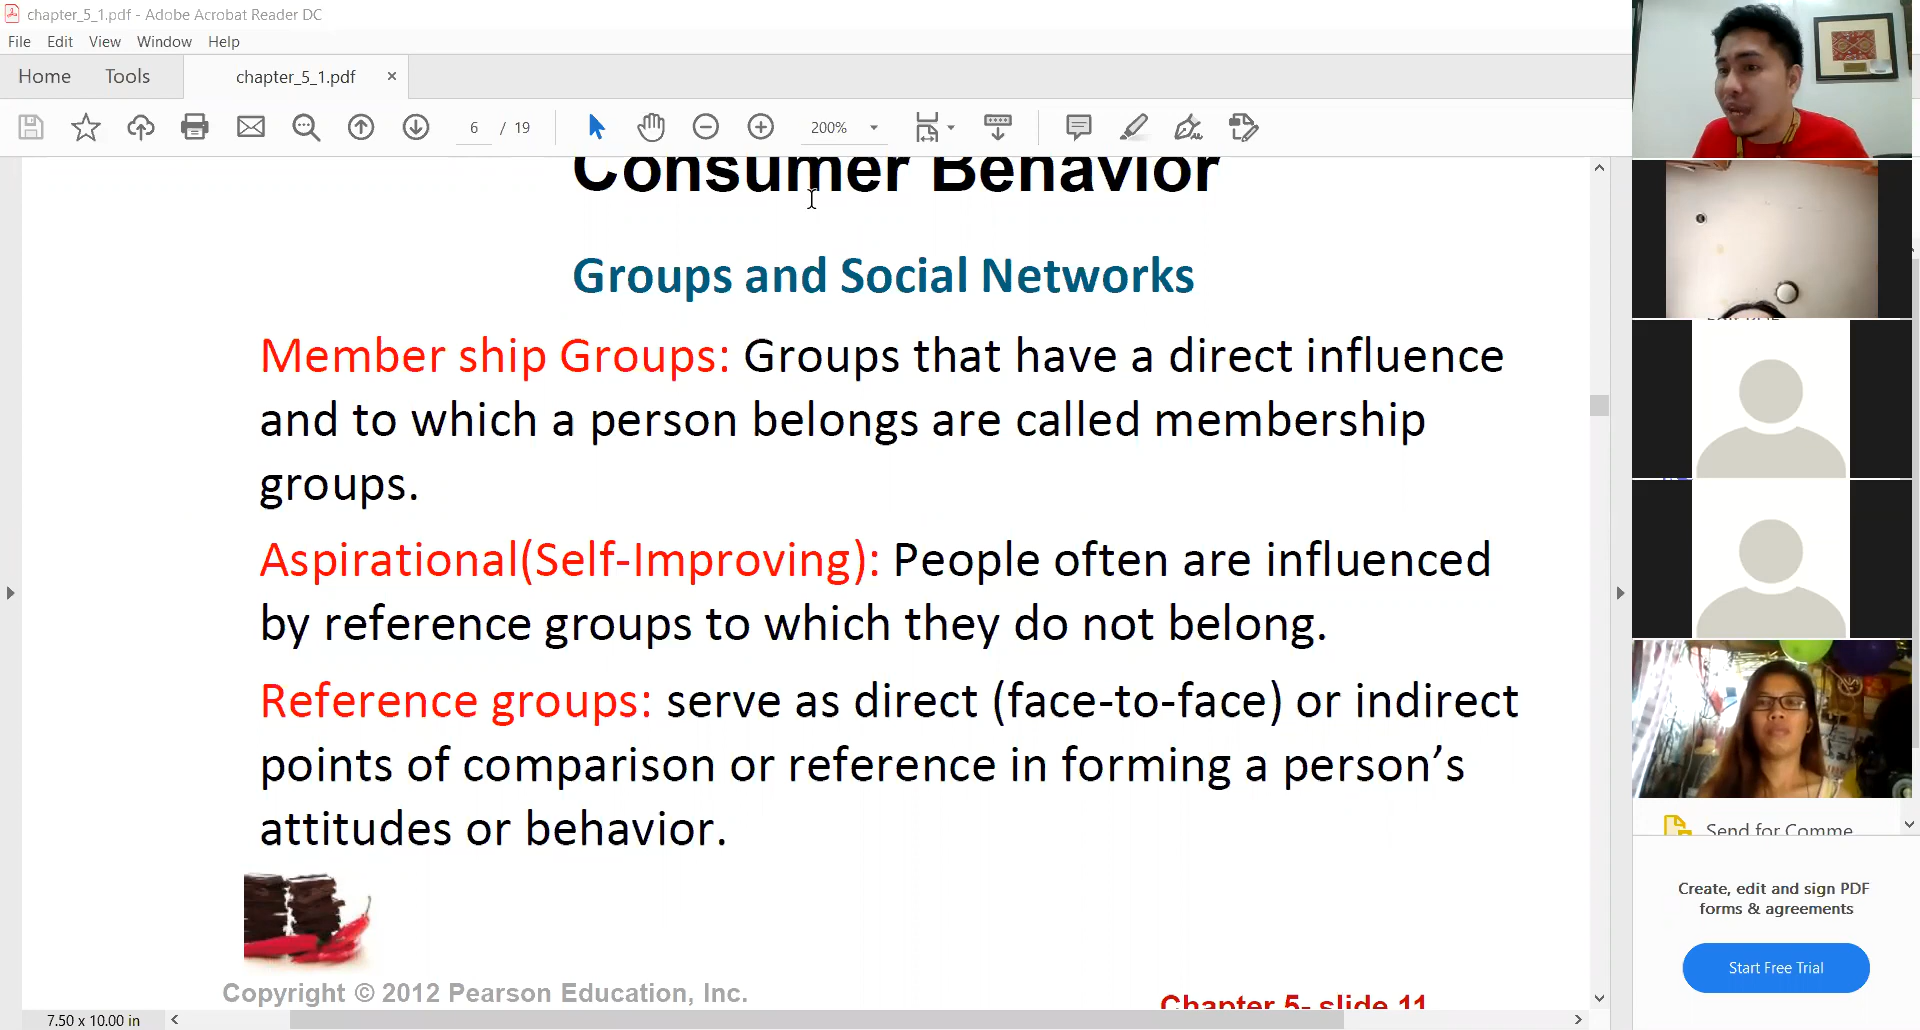 chapter_5_1.pdf - Adobe Acrobat Reader DC
File Edit View Window Help
Home Tools chapter_5_1.pdf ×
6 / 19 200%
Consumer Behavior
Groups and Social Networks
Member ship Groups: Groups that have a direct influence
and to which a person belongs are called membership
groups.
Aspirational(Self-Improving): People often are influenced
by reference groups to which they do not belong.
Reference groups: serve as direct (face-to-face) or indirect
points of comparison or reference in forming a person’s
attitudes or behavior.
Copyright © 2012 Pearson Education, Inc.
Chapter 5- slide 11
7.50 x 10.00 in
Send for Comme
Create, edit and sign PDF
forms & agreements
Start Free Trial